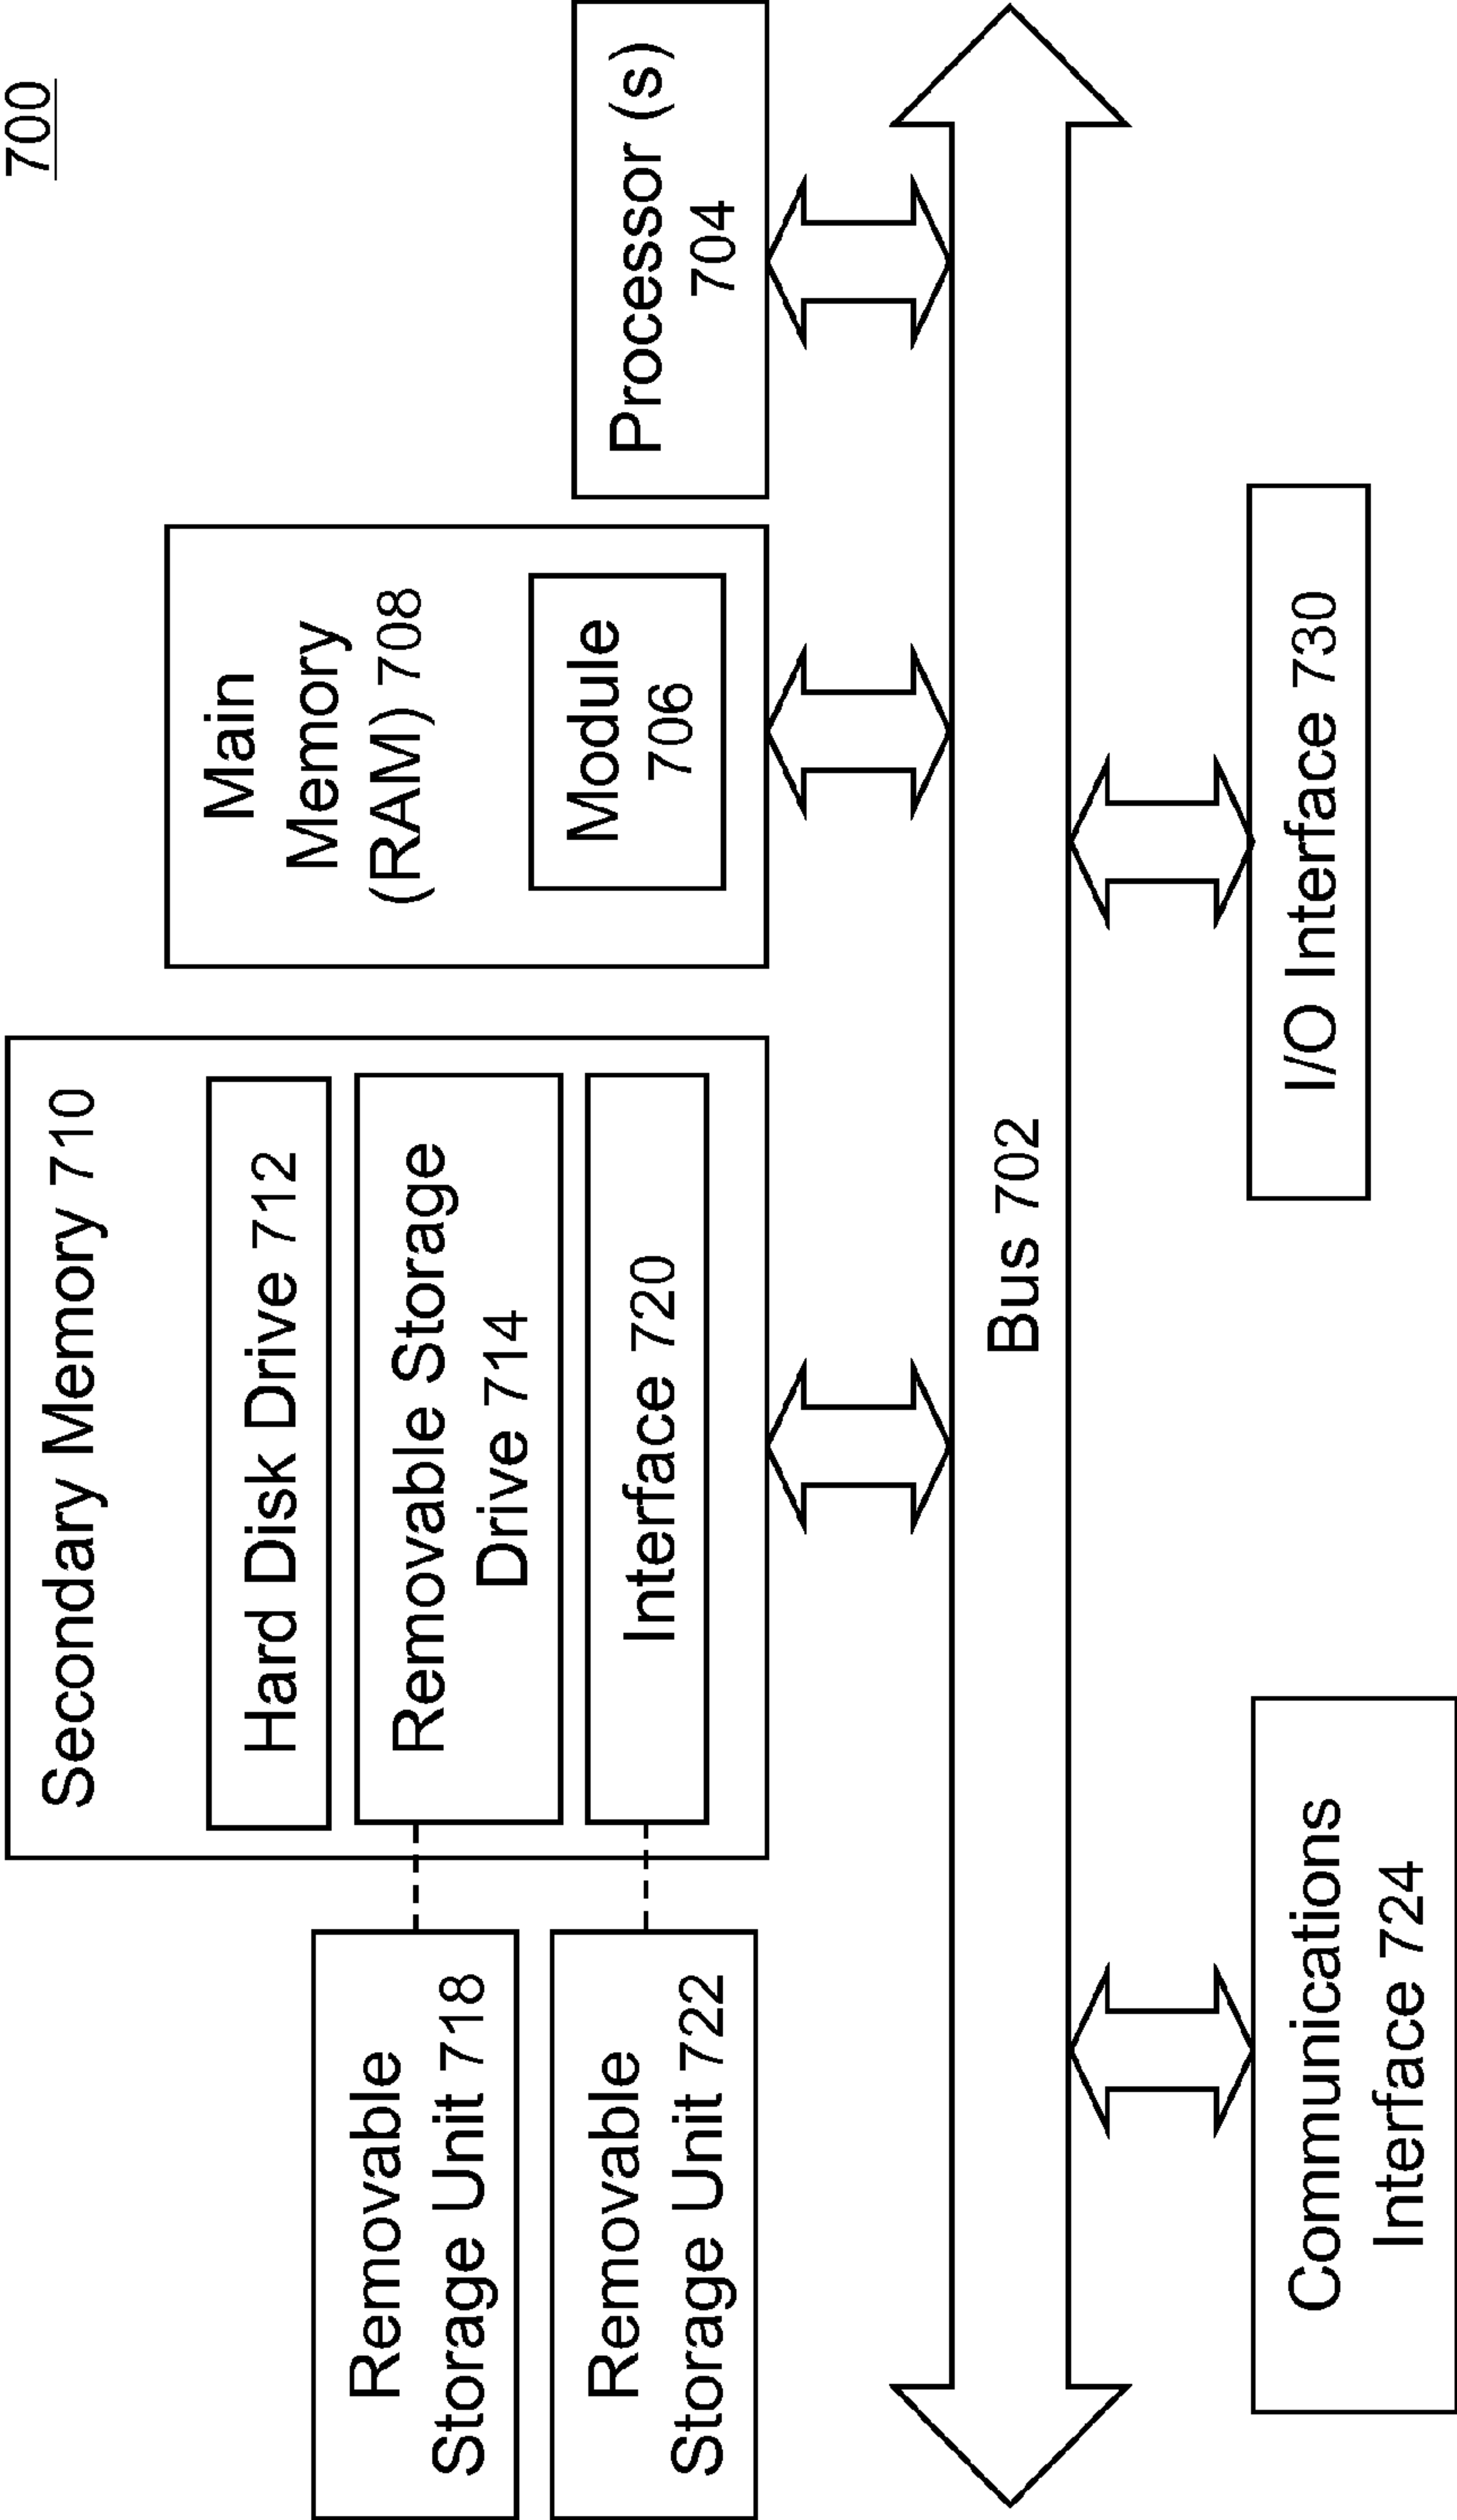 700
Removable
Storage Unit 718
Removable
Storage Unit 722
Secondary Memory 710
Hard Disk Drive 712
Removable Storage
Drive 714
Interface 720
Main
Memory
(RAM) 708
Module
706
Processor (s)
704
Bus 702
Communications
Interface 724
I/O Interface 730